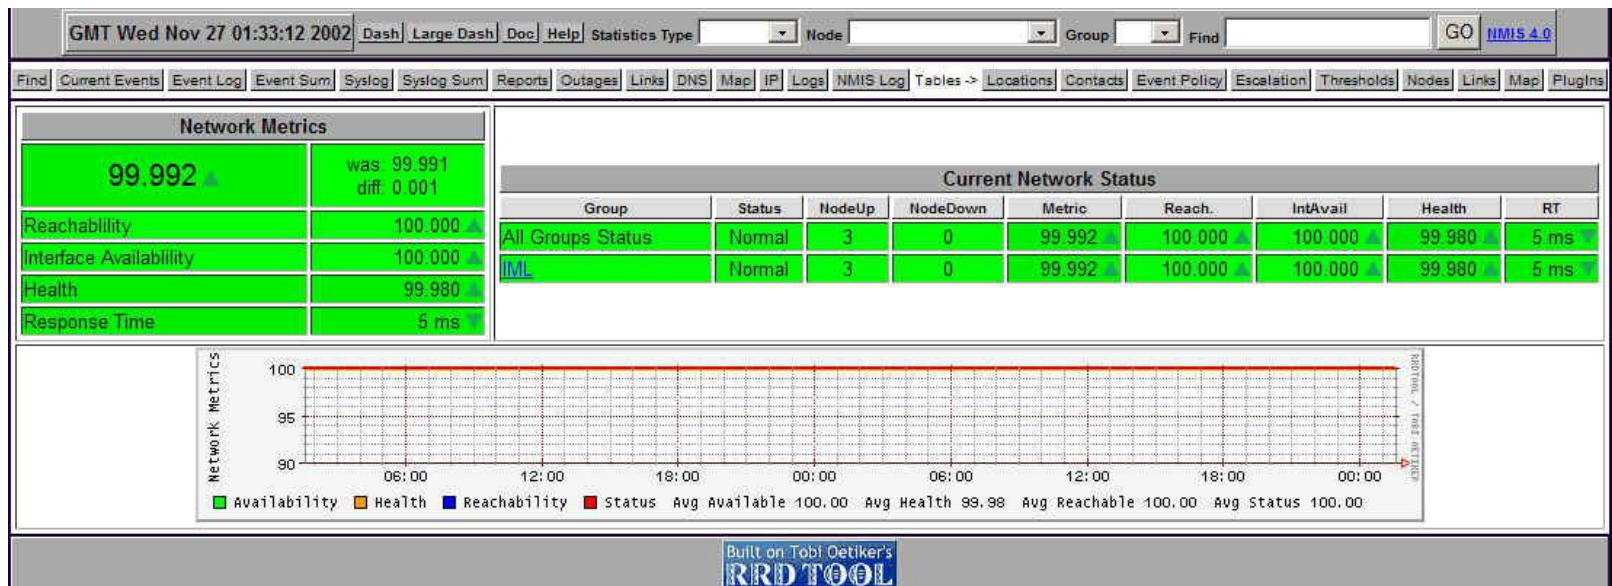 GMT Wed Nov 27 01:33:12 2002 Dash Large Dash Doc Help Statistics Type Node Group Find GO NMIS 4.0
Find Current Events Event Log Event Sum Syslog Syslog Sum Reports Outages Links DNS Map IP Logs NMIS Log Tables -> Locations Contacts Event Policy Escalation Thresholds Nodes Links Map PlugIns
Network Metrics
99.992 was: 99.991
diff: 0.001
Reachablility 100.000
Interface Availablility 100.000
Health 99.980
Response Time 5 ms
Current Network Status
Group Status NodeUp NodeDown Metric Reach. IntAvail Health RT
All Groups Status Normal 3 0 99.992 100.000 100.000 99.980 5 ms
IML Normal 3 0 99.992 100.000 100.000 99.980 5 ms
Network Metrics
100
95
90
06:00 12:00 18:00 00:00 06:00 12:00 18:00 00:00
Availability Health Reachability Status Avg Available 100.00 Avg Health 99.98 Avg Reachable 100.00 Avg Status 100.00
RRDTOOL / TOBI OETIKER
Built on Tobi Oetiker's
RRDTOOL